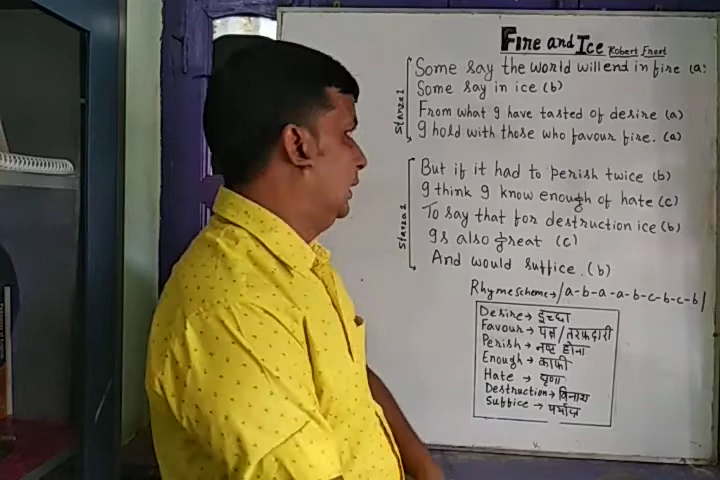 Fire and Ice Robert Frost
Stanza 1
Some say the world will end in fire (a)
Some say in ice (b)
From what I have tasted of desire (a)
I hold with those who favour fire. (a)
Stanza 2
But if it had to perish twice (b)
I think I know enough of hate (c)
To say that for destruction ice (b)
Is also great (c)
And would suffice. (b)
Rhyme scheme → /a-b-a-a-b-c-b-c-b/
Desire → इच्छा
Favour → पक्ष/तरफदारी
Perish → नष्ट होना
Enough → काफी
Hate → घृणा
Destruction → विनाश
Suffice → पर्याप्त